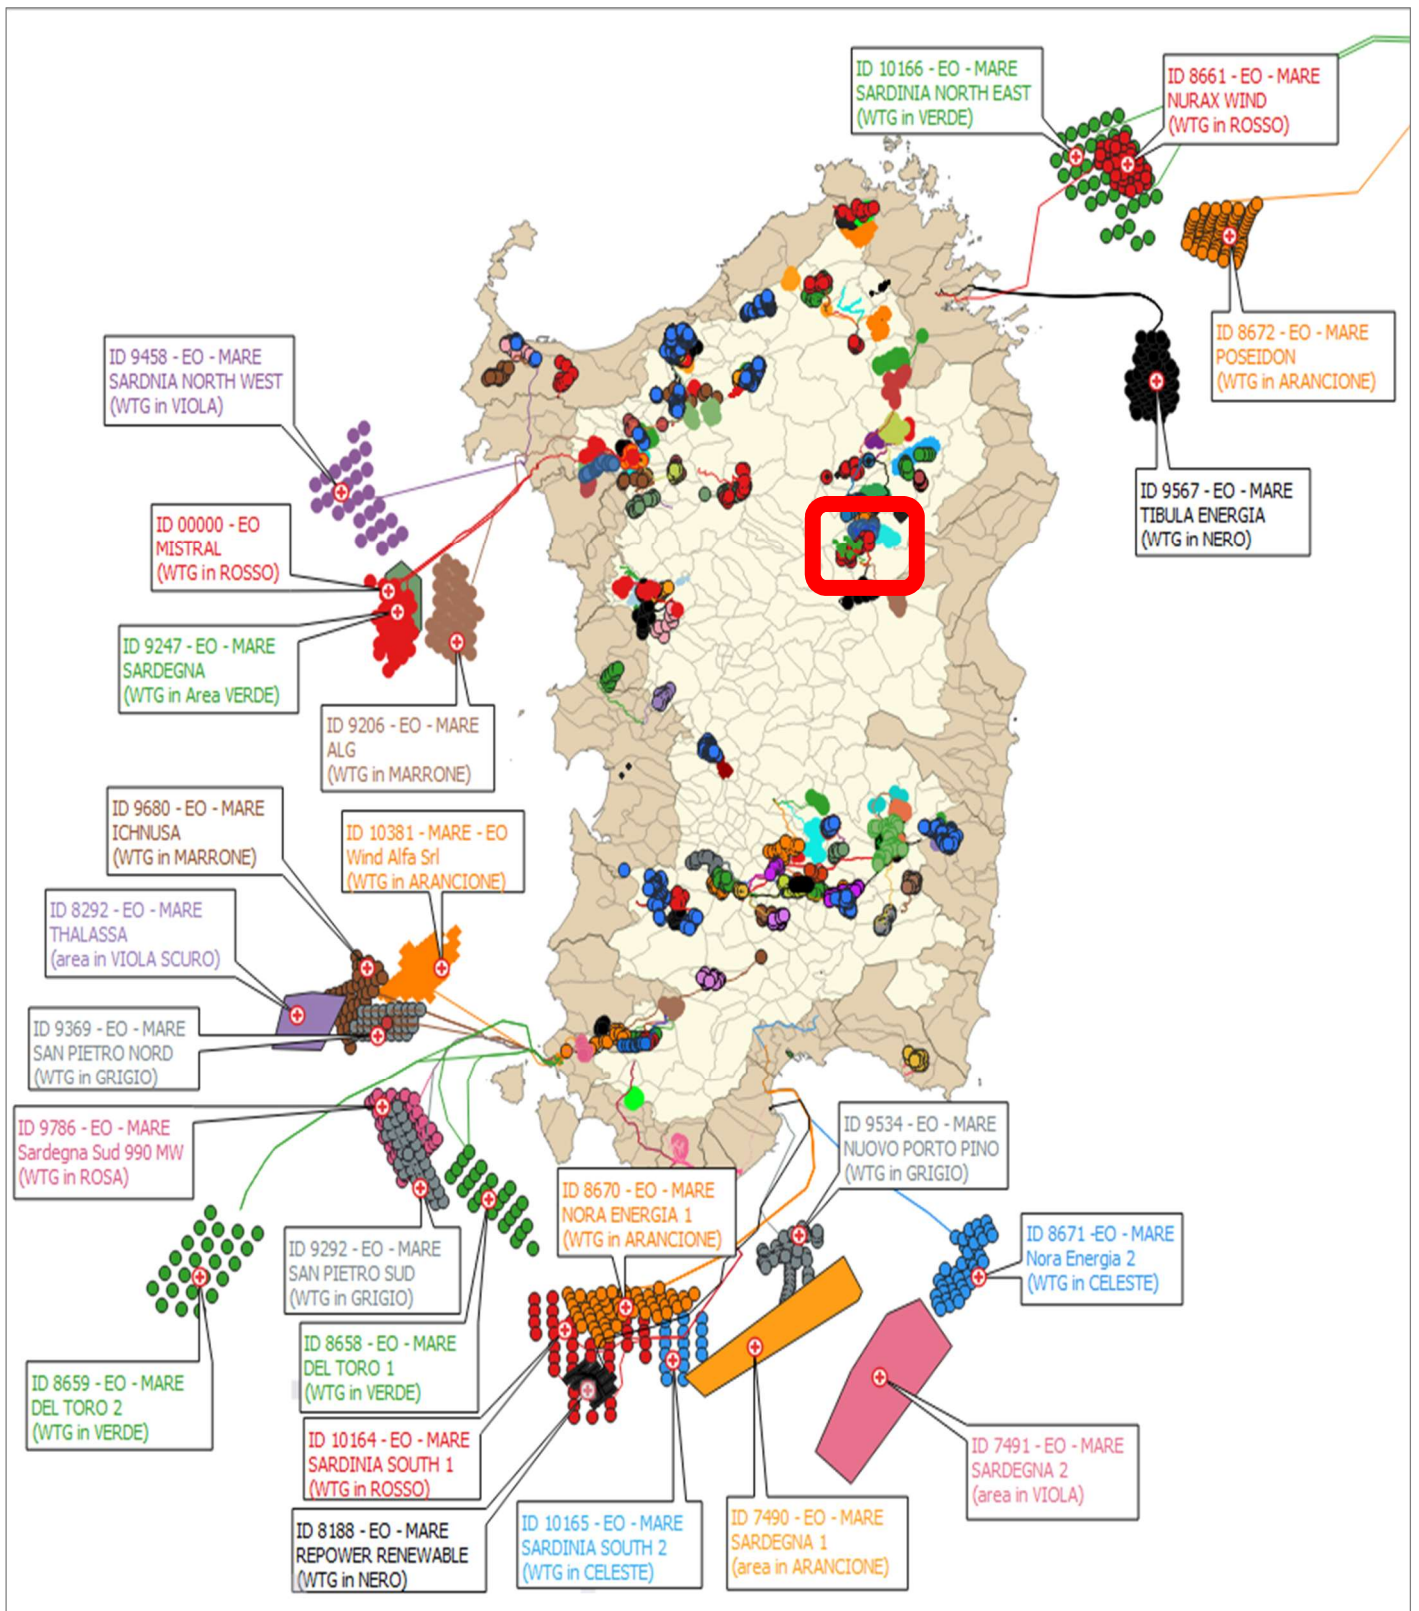 ID 10166 - EO - MARE
SARDINIA NORTH EAST
(WTG in VERDE)
ID 8661 - EO - MARE
NURAX WIND
(WTG in ROSSO)
ID 8672 - EO - MARE
POSEIDON
(WTG in ARANCIONE)
ID 9458 - EO - MARE
SARDNIA NORTH WEST
(WTG in VIOLA)
ID 9567 - EO - MARE
TIBULA ENERGIA
(WTG in NERO)
ID 00000 - EO
MISTRAL
(WTG in ROSSO)
ID 9247 - EO - MARE
SARDEGNA
(WTG in Area VERDE)
ID 9206 - EO - MARE
ALG
(WTG in MARRONE)
ID 9680 - EO - MARE
ICHNUSA
(WTG in MARRONE)
ID 10381 - MARE - EO
Wind Alfa Srl
(WTG in ARANCIONE)
ID 8292 - EO - MARE
THALASSA
(area in VIOLA SCURO)
ID 9369 - EO - MARE
SAN PIETRO NORD
(WTG in GRIGIO)
ID 9786 - EO - MARE
Sardegna Sud 990 MW
(WTG in ROSA)
ID 9534 - EO - MARE
NUOVO PORTO PINO
(WTG in GRIGIO)
ID 8670 - EO - MARE
NORA ENERGIA 1
(WTG in ARANCIONE)
ID 8671 -EO - MARE
Nora Energia 2
(WTG in CELESTE)
ID 9292 - EO - MARE
SAN PIETRO SUD
(WTG in GRIGIO)
ID 8658 - EO - MARE
DEL TORO 1
(WTG in VERDE)
ID 8659 - EO - MARE
DEL TORO 2
(WTG in VERDE)
ID 10164 - EO - MARE
SARDINIA SOUTH 1
(WTG in ROSSO)
ID 7491 - EO - MARE
SARDEGNA 2
(area in VIOLA)
ID 8188 - EO - MARE
REPOWER RENEWABLE
(WTG in NERO)
ID 10165 - EO - MARE
SARDINIA SOUTH 2
(WTG in CELESTE)
ID 7490 - EO - MARE
SARDEGNA 1
(area in ARANCIONE)